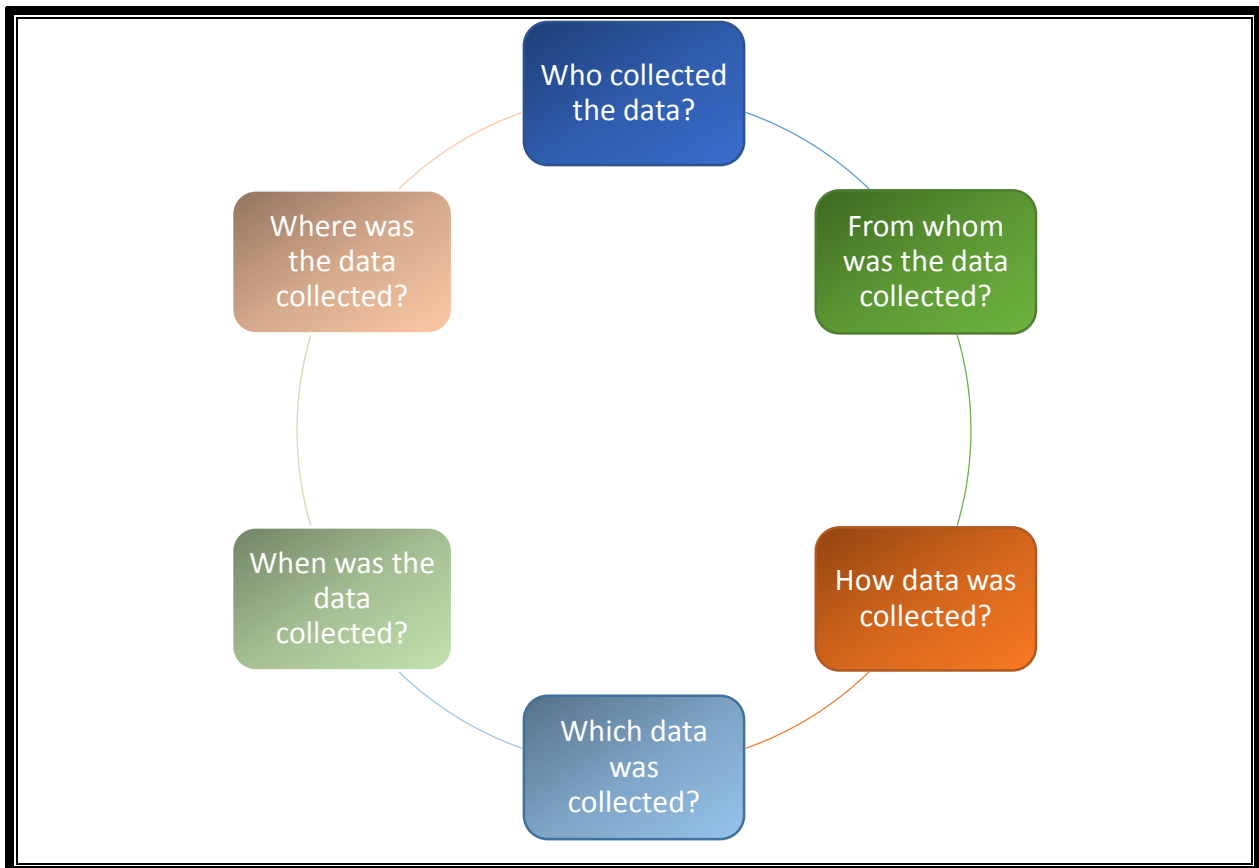 Who collected
the data?
From whom
was the data
collected?
How data was
collected?
Which data
was
collected?
When was the
data
collected?
Where was
the data
collected?